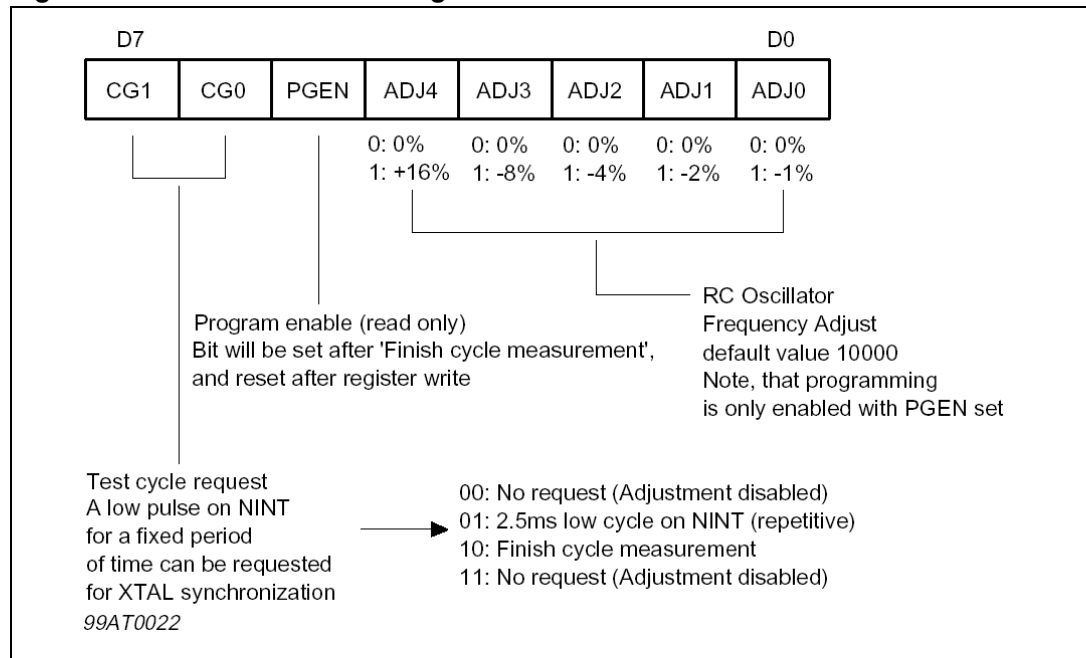 D7 D0
CG1 CG0 PGEN ADJ4 ADJ3 ADJ2 ADJ1 ADJ0
0: 0% 0: 0% 0: 0% 0: 0% 0: 0%
1: +16% 1: -8% 1: -4% 1: -2% 1: -1%
RC Oscillator
Frequency Adjust
default value 10000
Note, that programming
is only enabled with PGEN set
Program enable (read only)
Bit will be set after 'Finish cycle measurement',
and reset after register write
Test cycle request
A low pulse on NINT
for a fixed period
of time can be requested
for XTAL synchronization
00: No request (Adjustment disabled)
01: 2.5ms low cycle on NINT (repetitive)
10: Finish cycle measurement
11: No request (Adjustment disabled)
99AT0022